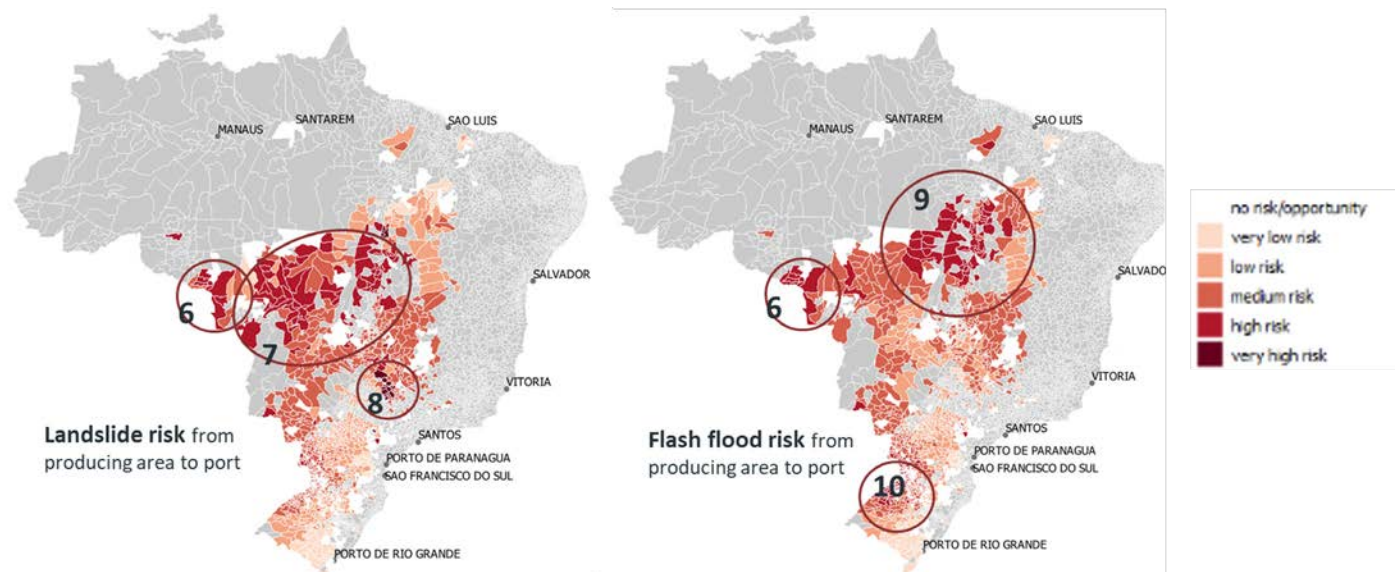 MANAUS
SANTAREM
SAO LUIS
6
7
8
SALVADOR
VITORIA
SANTOS
PORTO DE PARANAGUA
SAO FRANCISCO DO SUL
PORTO DE RIO GRANDE
Landslide risk from
producing area to port
MANAUS
SANTAREM
SAO LUIS
9
6
10
SALVADO
VITORIA
SANTOS
PORTO DE PARANAGUA
SAO FRANCISCO DO SUL
PORTO DE RIO GRANDE
Flash flood risk from
producing area to port
no risk/opportunity
very low risk
low risk
medium risk
high risk
very high risk